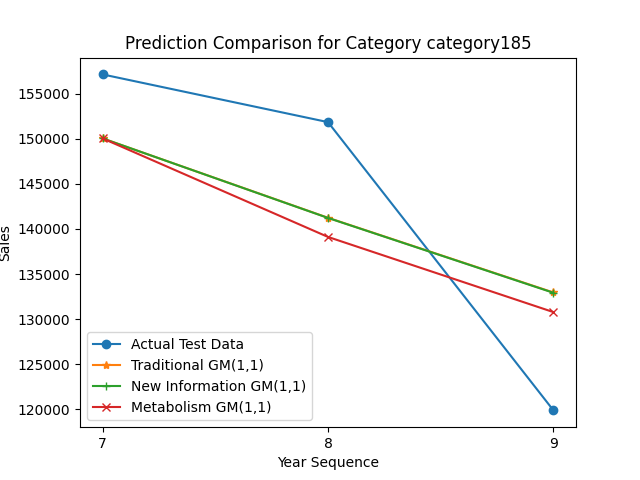 Prediction Comparison for Category category185
155000
150000
145000
140000
135000
130000
125000
120000
Sales
Actual Test Data
Traditional GM(1,1)
New Information GM(1,1)
Metabolism GM(1,1)
7
8
9
Year Sequence